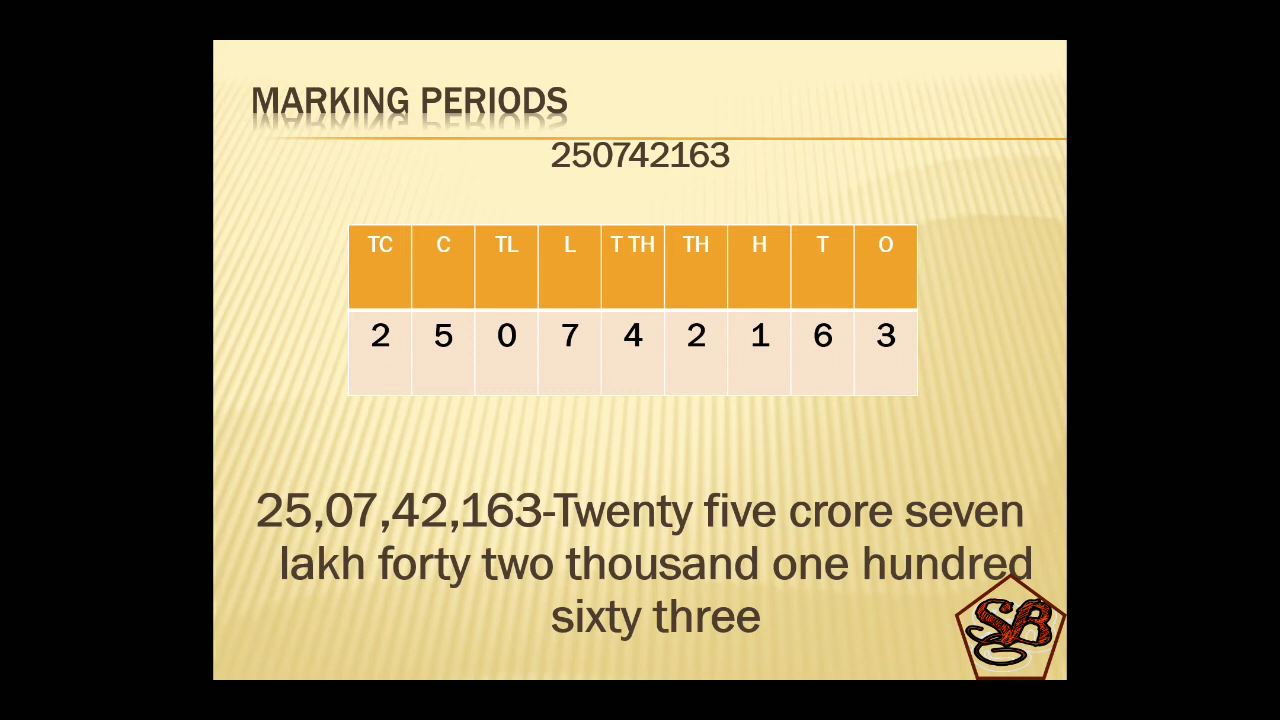 MARKING PERIODS
250742163
TC C TL L T TH TH H T O
2 5 0 7 4 2 1 6 3
25,07,42,163-Twenty five crore seven
lakh forty two thousand one hundred
sixty three
SB